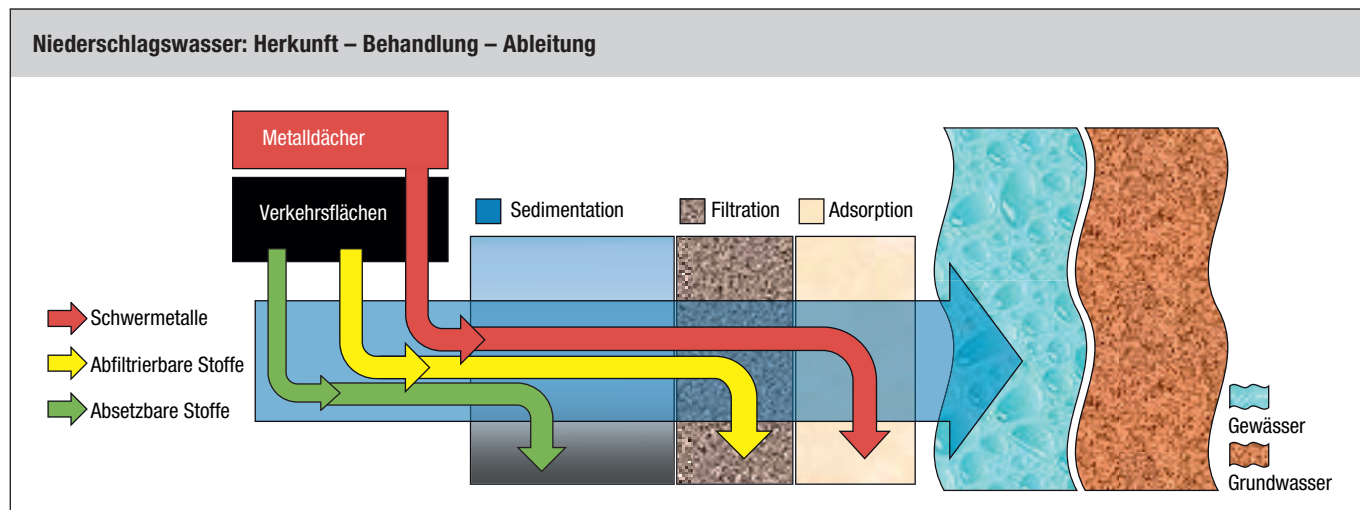 Niederschlagswasser: Herkunft – Behandlung – Ableitung
Metalldächer
Verkehrsflächen
Sedimentation
Filtration
Adsorption
Schwermetalle
Abfiltrierbare Stoffe
Absetzbare Stoffe
Gewässer
Grundwasser